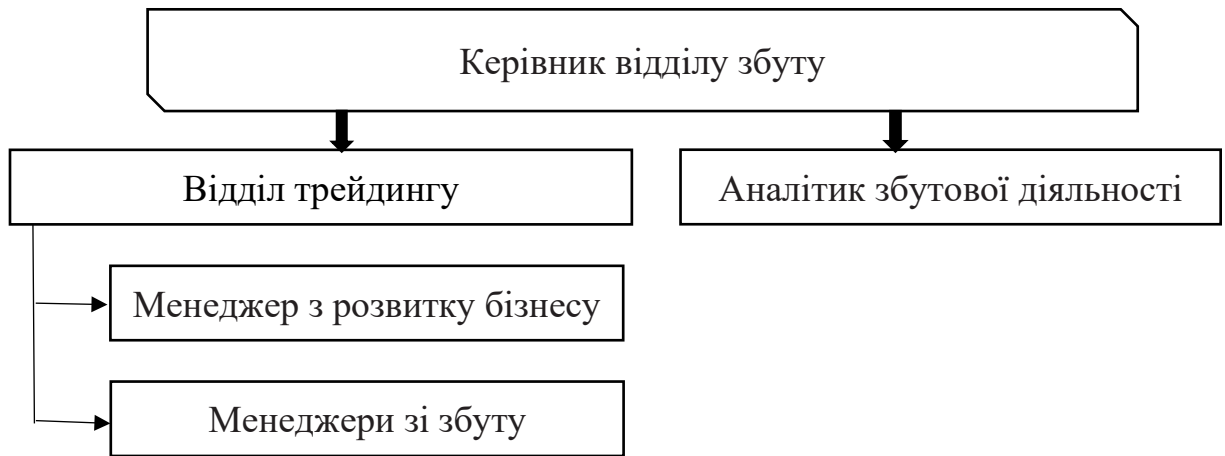 Керівник відділу збуту
Відділ трейдингу
Аналітик збутової діяльності
Менеджер з розвитку бізнесу
Менеджери зі збуту